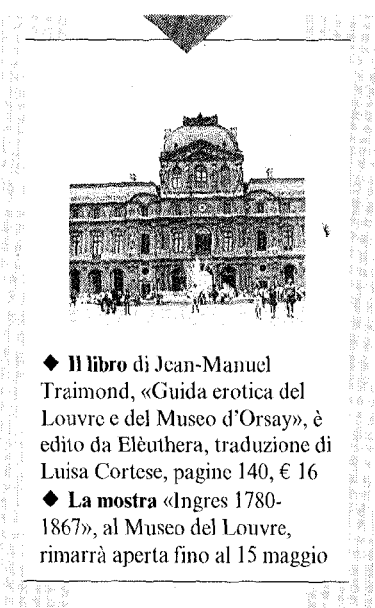 ◆ Il libro di Jean-Manuel
Traimond, «Guida erotica del
Louvre e del Museo d'Orsay», è
edito da Elèuthera, traduzione di
Luisa Cortese, pagine 140, € 16
◆ La mostra «Ingres 1780-
1867», al Museo del Louvre,
rimarrà aperta fino al 15 maggio